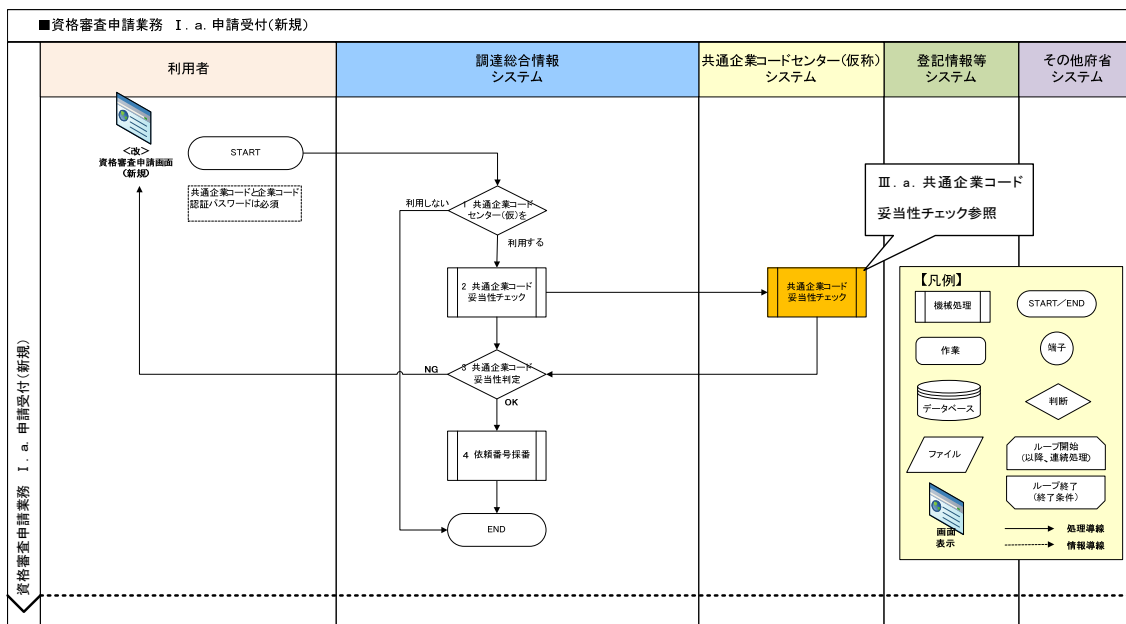 ■資格審査申請業務 Ⅰ.a.申請受付(新規)
利用者
調達総合情報
システム
共通企業コードセンター(仮称)
システム
登記情報等
システム
その他府省
システム
資格審査申請業務 Ⅰ.a.申請受付(新規)
<改>
資格審査申請画面
(新規)
START
共通企業コードと企業コード
認証パスワードは必須
利用しない
1 共通企業コード
センター(仮)を
利用する
2 共通企業コード
妥当性チェック
共通企業コード
妥当性チェック
Ⅲ.a.共通企業コード
妥当性チェック参照
NG
3 共通企業コード
妥当性判定
OK
4 依頼番号採番
END
【凡例】
機械処理
START/END
作業
端子
データベース
判断
ファイル
ループ開始
(以降、連続処理)
ループ終了
(終了条件)
画面
表示
処理導線
情報導線